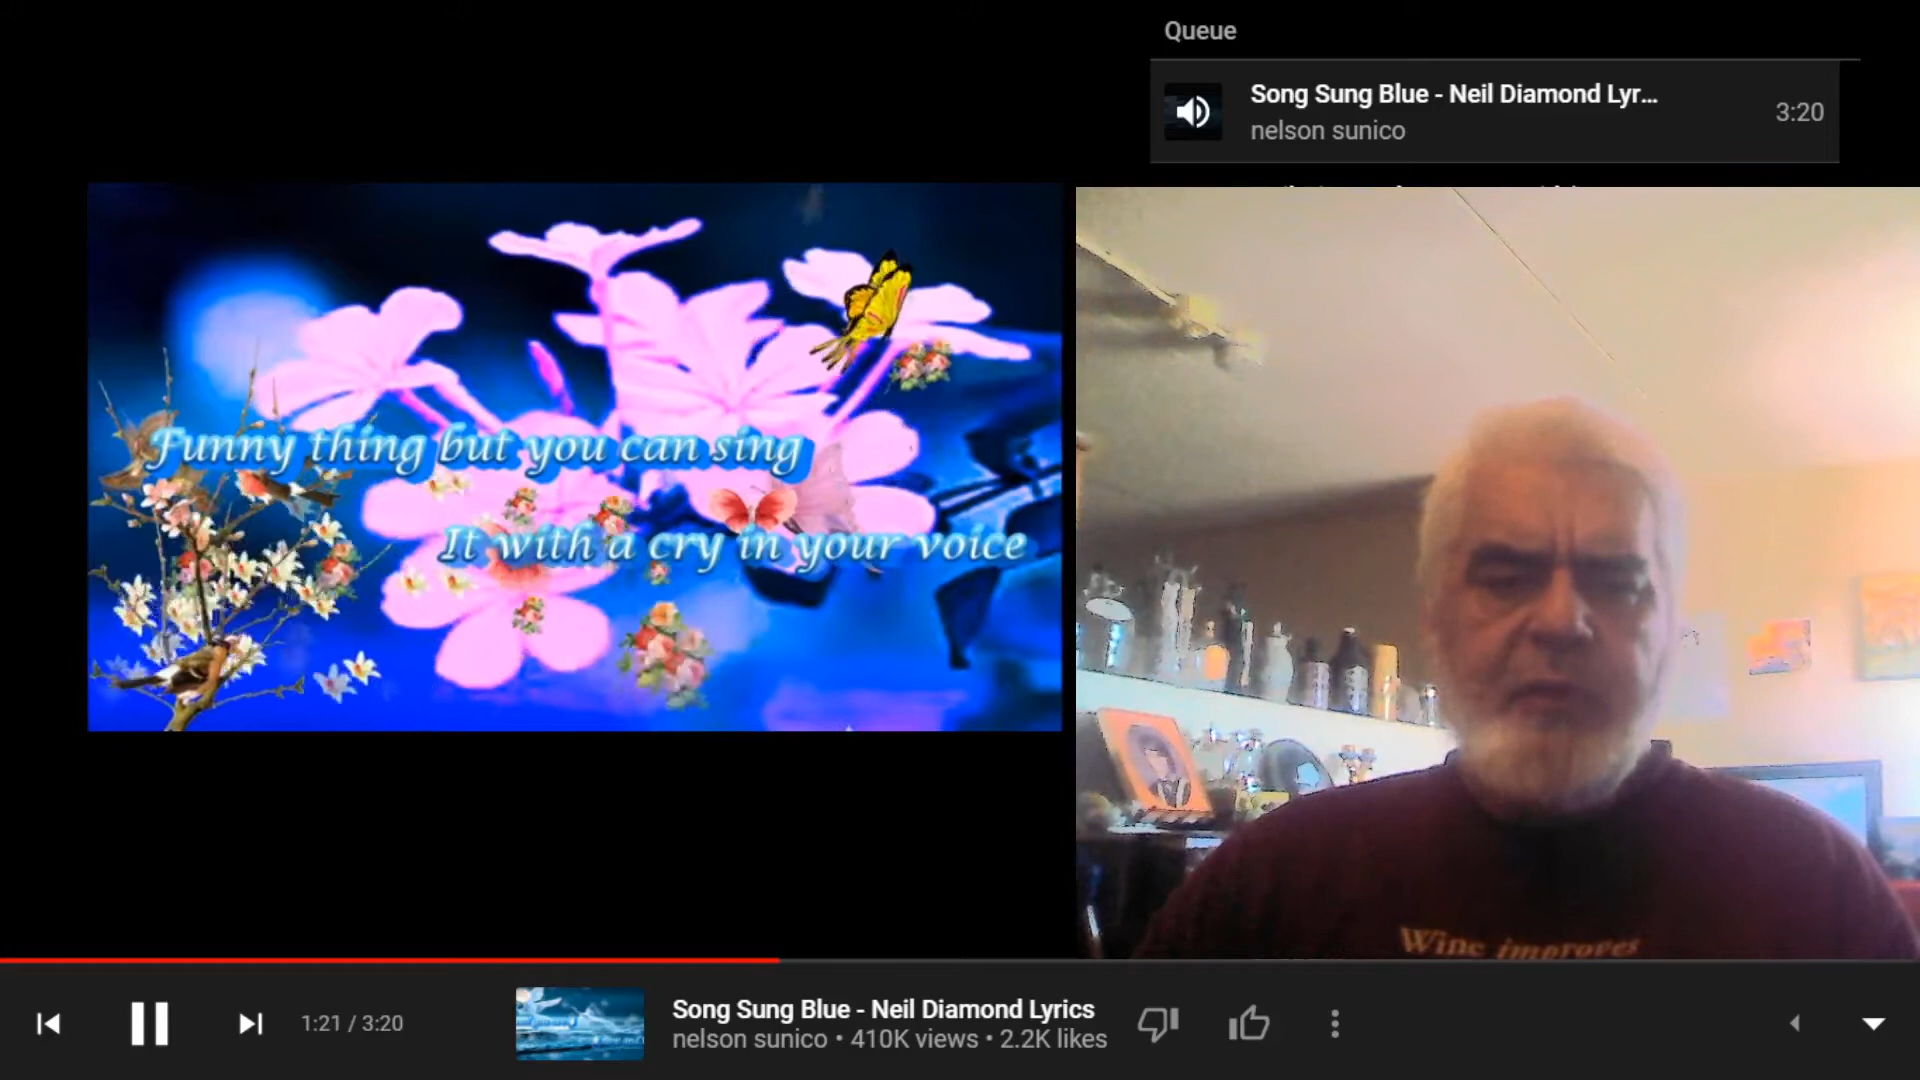 Queue
Song Sung Blue - Neil Diamond Lyr...
nelson sunico
3:20
Funny thing but you can sing
It with a cry in your voice
Wine improves
1:21 / 3:20
Song Sung Blue - Neil Diamond Lyrics
nelson sunico • 410K views • 2.2K likes